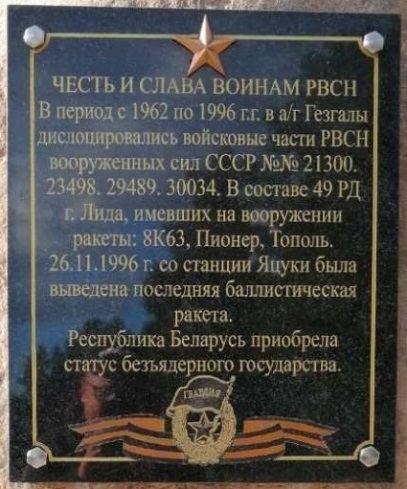 ЧЕСТЬ И СЛАВА ВОИНАМ РВСН
В период с 1962 по 1996 г.г. в а/г Гезгалы
дислоцировались войсковые части РВСН
вооруженных сил СССР №№ 21300.
23498. 29489. 30034. В составе 49 РД
г. Лида, имевших на вооружении
ракеты: 8К63, Пионер, Тополь.
26.11.1996 г. со станции Яцуки была
выведена последняя баллистическая
ракета.
Республика Беларусь приобрела
статус безъядерного государства.
ГВАРДИЯ